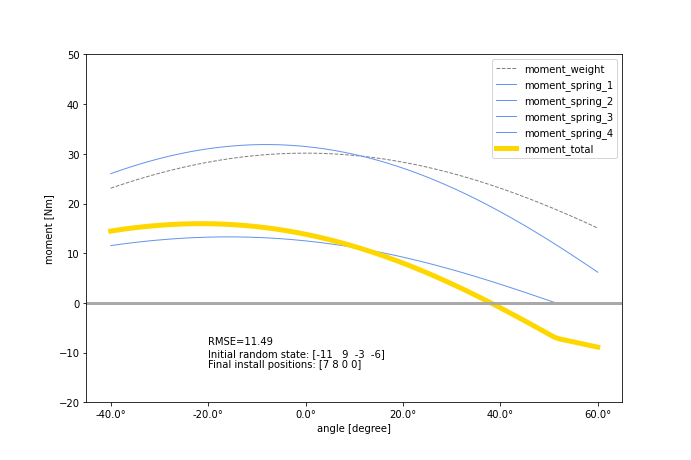 50
40
30
20
10
0
−10
−20
moment [Nm]
moment_weight
moment_spring_1
moment_spring_2
moment_spring_3
moment_spring_4
moment_total
RMSE=11.49
Initial random state: [-11   9  -3  -6]
Final install positions: [7 8 0 0]
-40.0° -20.0° 0.0° 20.0° 40.0° 60.0°
angle [degree]